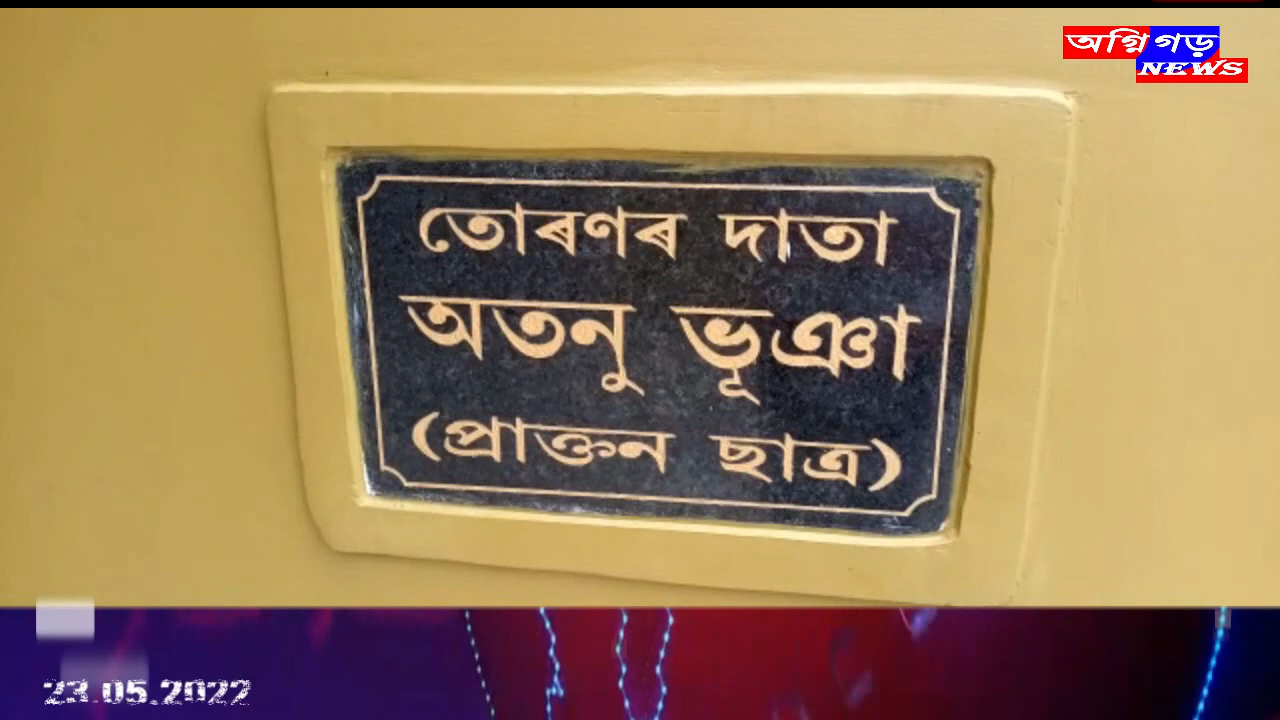 অগ্নিগড়
NEWS
তোৰণৰ দাতা
অতনু ভূঞা
(প্ৰাক্তন ছাত্ৰ)
23.05.2022